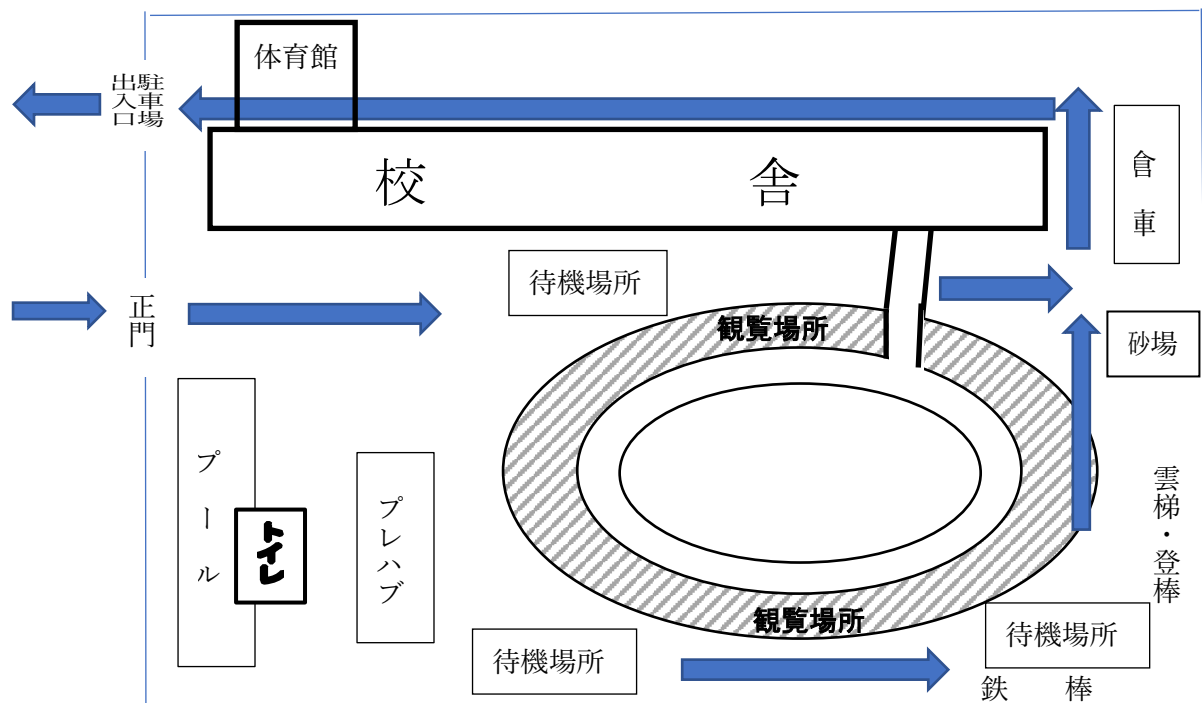 体育館
駐車場
出入口
校舎
倉庫
待機場所
正門
観覧場所
砂場
プール
トイレ
プレハブ
雲梯・登棒
観覧場所
待機場所
待機場所
鉄棒